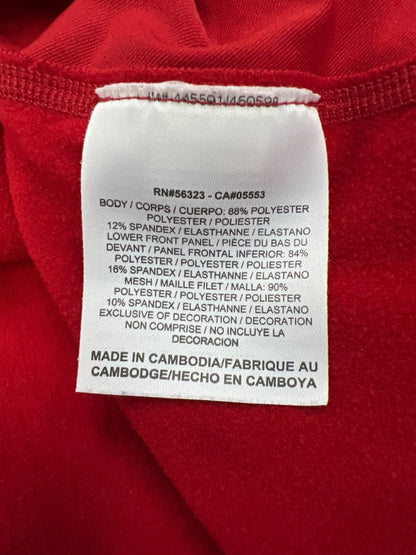 RN#56323 - CA#05553
BODY / CORPS / CUERPO: 88% POLYESTER
POLYESTER / POLIESTER
12% SPANDEX / ELASTHANNE / ELASTANO
LOWER FRONT PANEL / PIÈCE DU BAS DU
DEVANT / PANEL FRONTAL INFERIOR: 84%
POLYESTER / POLYESTER / POLIESTER
16% SPANDEX / ELASTHANNE / ELASTANO
MESH / MAILLE FILET / MALLA: 90%
POLYESTER / POLYESTER / POLIESTER
10% SPANDEX / ELASTHANNE / ELASTANO
EXCLUSIVE OF DECORATION / DECORATION
NON COMPRISE / NO INCLUYE LA
DECORACION
MADE IN CAMBODIA/FABRIQUE AU
CAMBODGE/HECHO EN CAMBOYA